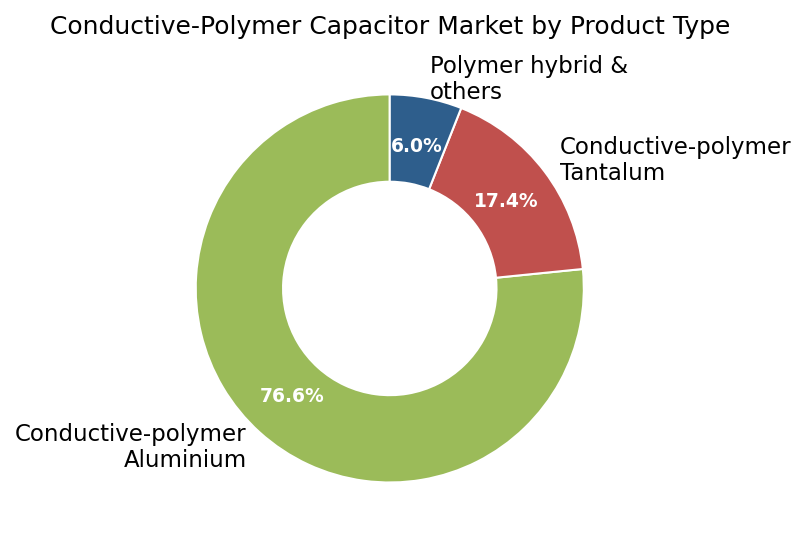 Conductive-Polymer Capacitor Market by Product Type
Polymer hybrid &
others
6.0%
Conductive-polymer
Tantalum
17.4%
76.6%
Conductive-polymer
Aluminium